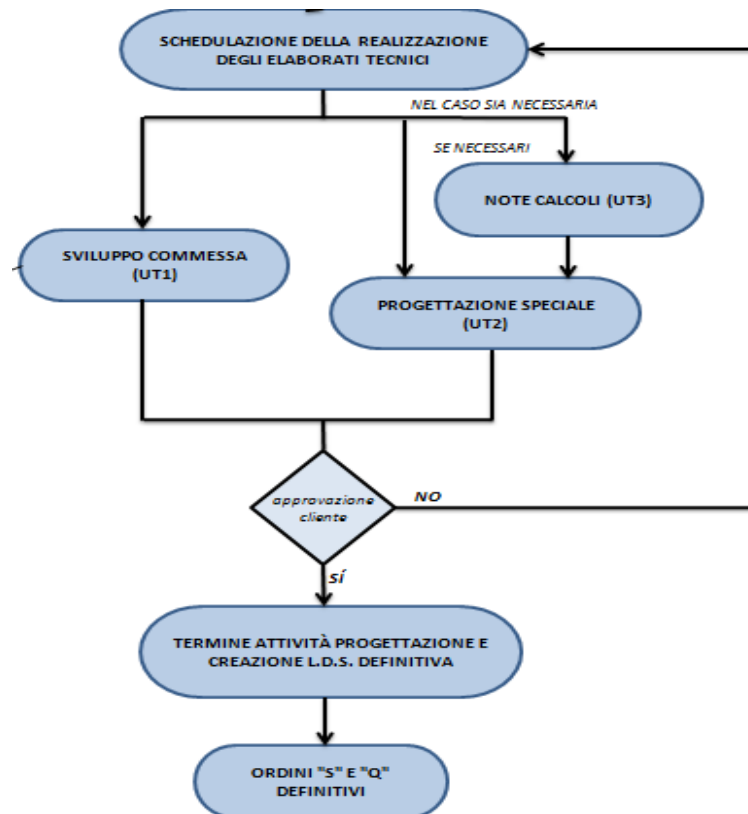 SCHEDULAZIONE DELLA REALIZZAZIONE
DEGLI ELABORATI TECNICI
NEL CASO SIA NECESSARIA
SE NECESSARI
NOTE CALCOLI (UT3)
SVILUPPO COMMESSA
(UT1)
PROGETTAZIONE SPECIALE
(UT2)
approvazione
cliente
NO
SÍ
TERMINE ATTIVITÀ PROGETTAZIONE E
CREAZIONE L.D.S. DEFINITIVA
ORDINI "S" E "Q"
DEFINITIVI